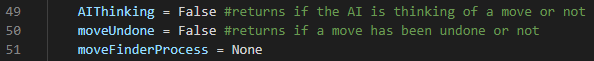 49 AIThinking = False #returns if the AI is thinking of a move or not
50 moveUndone = False #returns if a move has been undone or not
51 moveFinderProcess = None